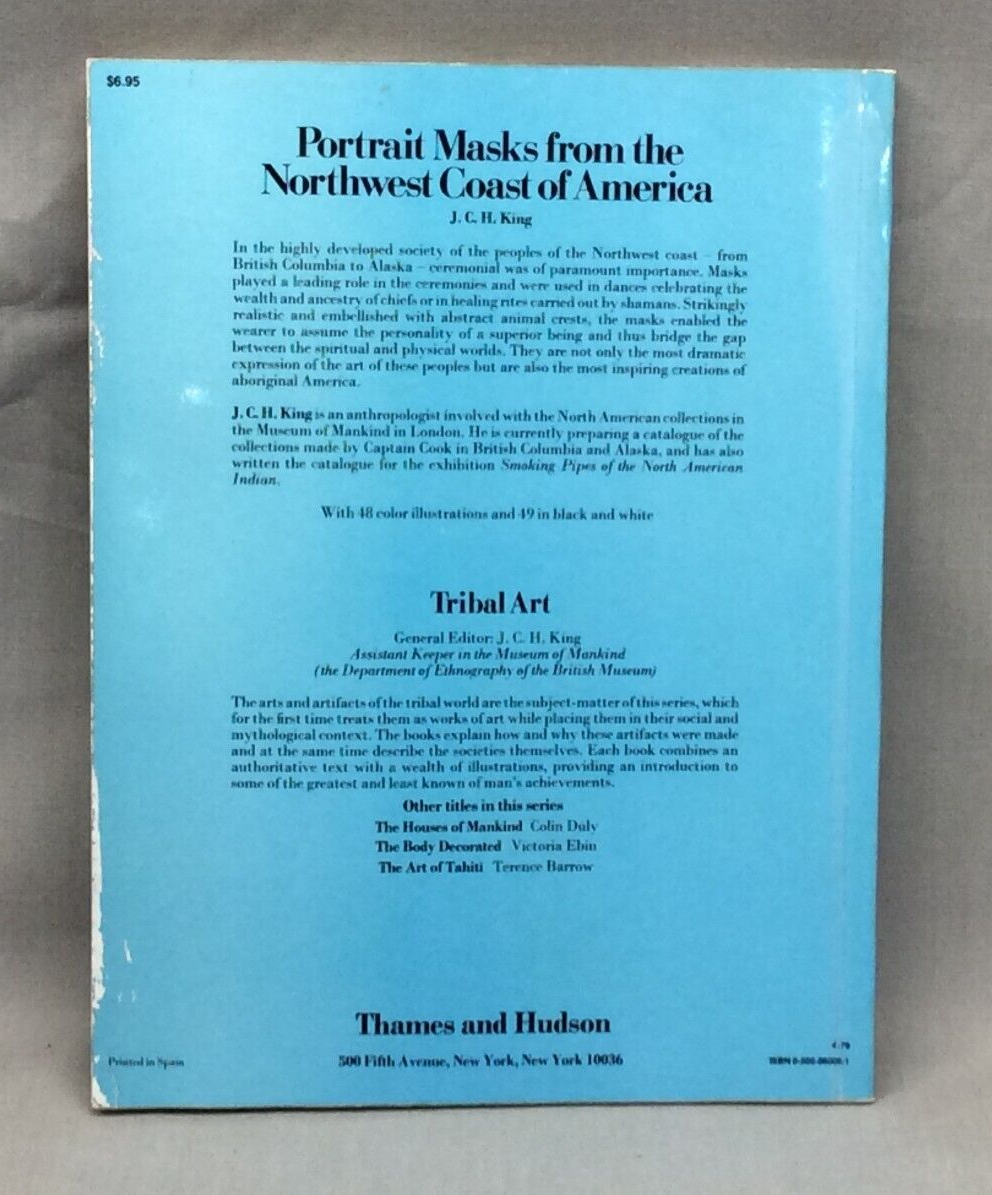 $6.95
Portrait Masks from the
Northwest Coast of America
J. C. H. King
In the highly developed society of the peoples of the Northwest coast – from
British Columbia to Alaska – ceremonial was of paramount importance. Masks
played a leading role in the ceremonies and were used in dances celebrating the
wealth and ancestry of chiefs or in healing rites carried out by shamans. Strikingly
realistic and embellished with abstract animal crests, the masks enabled the
wearer to assume the personality of a superior being and thus bridge the gap
between the spiritual and physical worlds. They are not only the most dramatic
expression of the art of these peoples but are also the most inspiring creations of
aboriginal America.
J. C. H. King is an anthropologist involved with the North American collections in
the Museum of Mankind in London. He is currently preparing a catalogue of the
collections made by Captain Cook in British Columbia and Alaska, and has also
written the catalogue for the exhibition Smoking Pipes of the North American
Indian.
With 48 color illustrations and 49 in black and white
Tribal Art
General Editor: J. C. H. King
Assistant Keeper in the Museum of Mankind
(the Department of Ethnography of the British Museum)
The arts and artifacts of the tribal world are the subject-matter of this series, which
for the first time treats them as works of art while placing them in their social and
mythological context. The books explain how and why these artifacts were made
and at the same time describe the societies themselves. Each book combines an
authoritative text with a wealth of illustrations, providing an introduction to
some of the greatest and least known of man's achievements.
Other titles in this series
The Houses of Mankind Colin Duly
The Body Decorated Victoria Ebin
The Art of Tahiti Terence Barrow
Thames and Hudson
500 Fifth Avenue, New York, New York 10036
Printed in Spain
ISBN